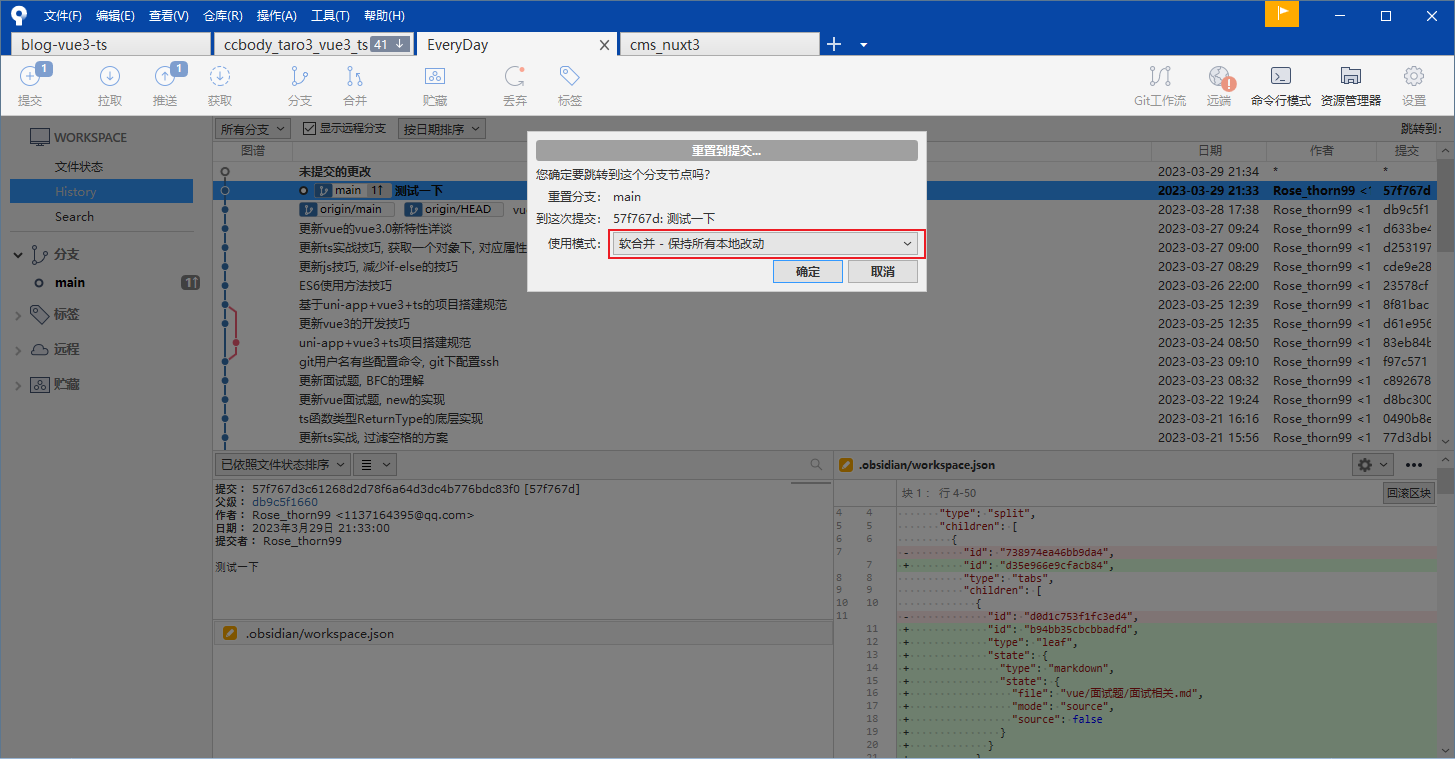 文件(F) 编辑(E) 查看(V) 仓库(R) 操作(A) 工具(T) 帮助(H)
blog-vue3-ts ccbody_taro3_vue3_ts 41 EveryDay cms_nuxt3
1 1
提交 拉取 推送 获取 分支 合并 贮藏 丢弃 标签 Git工作流 远端 命令行模式 资源管理器 设置
WORKSPACE
文件状态
History
Search
分支
main 1
标签
远程
贮藏
所有分支 显示远程分支 按日期排序 跳转到:
图谱 日期 作者 提交
未提交的更改 2023-03-29 21:34 * *
main 1 测试一下 2023-03-29 21:33 Rose_thorn99 <' 57f767d
origin/main origin/HEAD vu 2023-03-28 17:38 Rose_thorn99 <1 db9c5f1
更新vue的vue3.0新特性详谈 2023-03-27 09:24 Rose_thorn99 <1 d633be4
更新ts实战技巧, 获取一个对象下, 对应属性 2023-03-27 09:00 Rose_thorn99 <1 d253197
更新js技巧, 减少if-else的技巧 2023-03-27 08:29 Rose_thorn99 <1 cde9e28
ES6使用方法技巧 2023-03-26 22:00 Rose_thorn99 <1 23578cf
基于uni-app+vue3+ts的项目搭建规范 2023-03-25 12:39 Rose_thorn99 <1 8f81bac
更新vue3的开发技巧 2023-03-25 12:35 Rose_thorn99 <1 d61e956
uni-app+vue3+ts项目搭建规范 2023-03-24 08:50 Rose_thorn99 <1 83eb84b
git用户名有些配置命令, git下配置ssh 2023-03-23 09:10 Rose_thorn99 <1 f97c571
更新面试题, BFC的理解 2023-03-23 08:32 Rose_thorn99 <1 c892678
更新vue面试题, new的实现 2023-03-22 19:24 Rose_thorn99 <1 d8bc300
ts函数类型ReturnType的底层实现 2023-03-21 16:16 Rose_thorn99 <1 0490b8e
更新ts实战, 过滤空格的方案 2023-03-21 15:56 Rose_thorn99 <1 77d3dbb
重置到提交...
您确定要跳转到这个分支节点吗?
重置分支: main
到这次提交: 57f767d: 测试一下
使用模式: 软合并 - 保持所有本地改动
确定 取消
已依照文件状态排序
提交: 57f767d3c61268d2d78f6a64d3dc4b776bdc83f0 [57f767d]
父级: db9c5f1660
作者: Rose_thorn99 <1137164395@qq.com>
日期: 2023年3月29日 21:33:00
提交者: Rose_thorn99
测试一下
.obsidian/workspace.json
.obsidian/workspace.json
块 1 : 行 4-50 回滚区块
4 4 "type": "split",
5 5 "children": [
6 6 {
7 - "id": "738974ea46bb9da4",
7 + "id": "d35e966e9cfacb84",
8 8 "type": "tabs",
9 9 "children": [
10 10 {
11 - "id": "d0d1c753f1fc3ed4",
11 + "id": "b94bb35cbcbbadfd",
12 + "type": "leaf",
13 + "state": {
14 + "type": "markdown",
15 + "state": {
16 + "file": "vue/面试题/面试相关.md",
17 + "mode": "source",
18 + "source": false
19 + }
20 + }